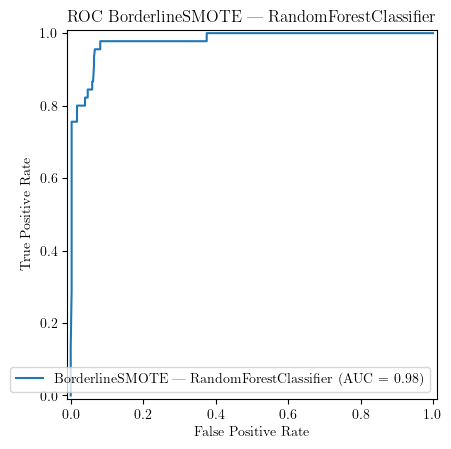 ROC BorderlineSMOTE — RandomForestClassifier
1.0
0.8
0.6
0.4
0.2
0.0
True Positive Rate
BorderlineSMOTE — RandomForestClassifier (AUC = 0.98)
0.0 0.2 0.4 0.6 0.8 1.0
False Positive Rate